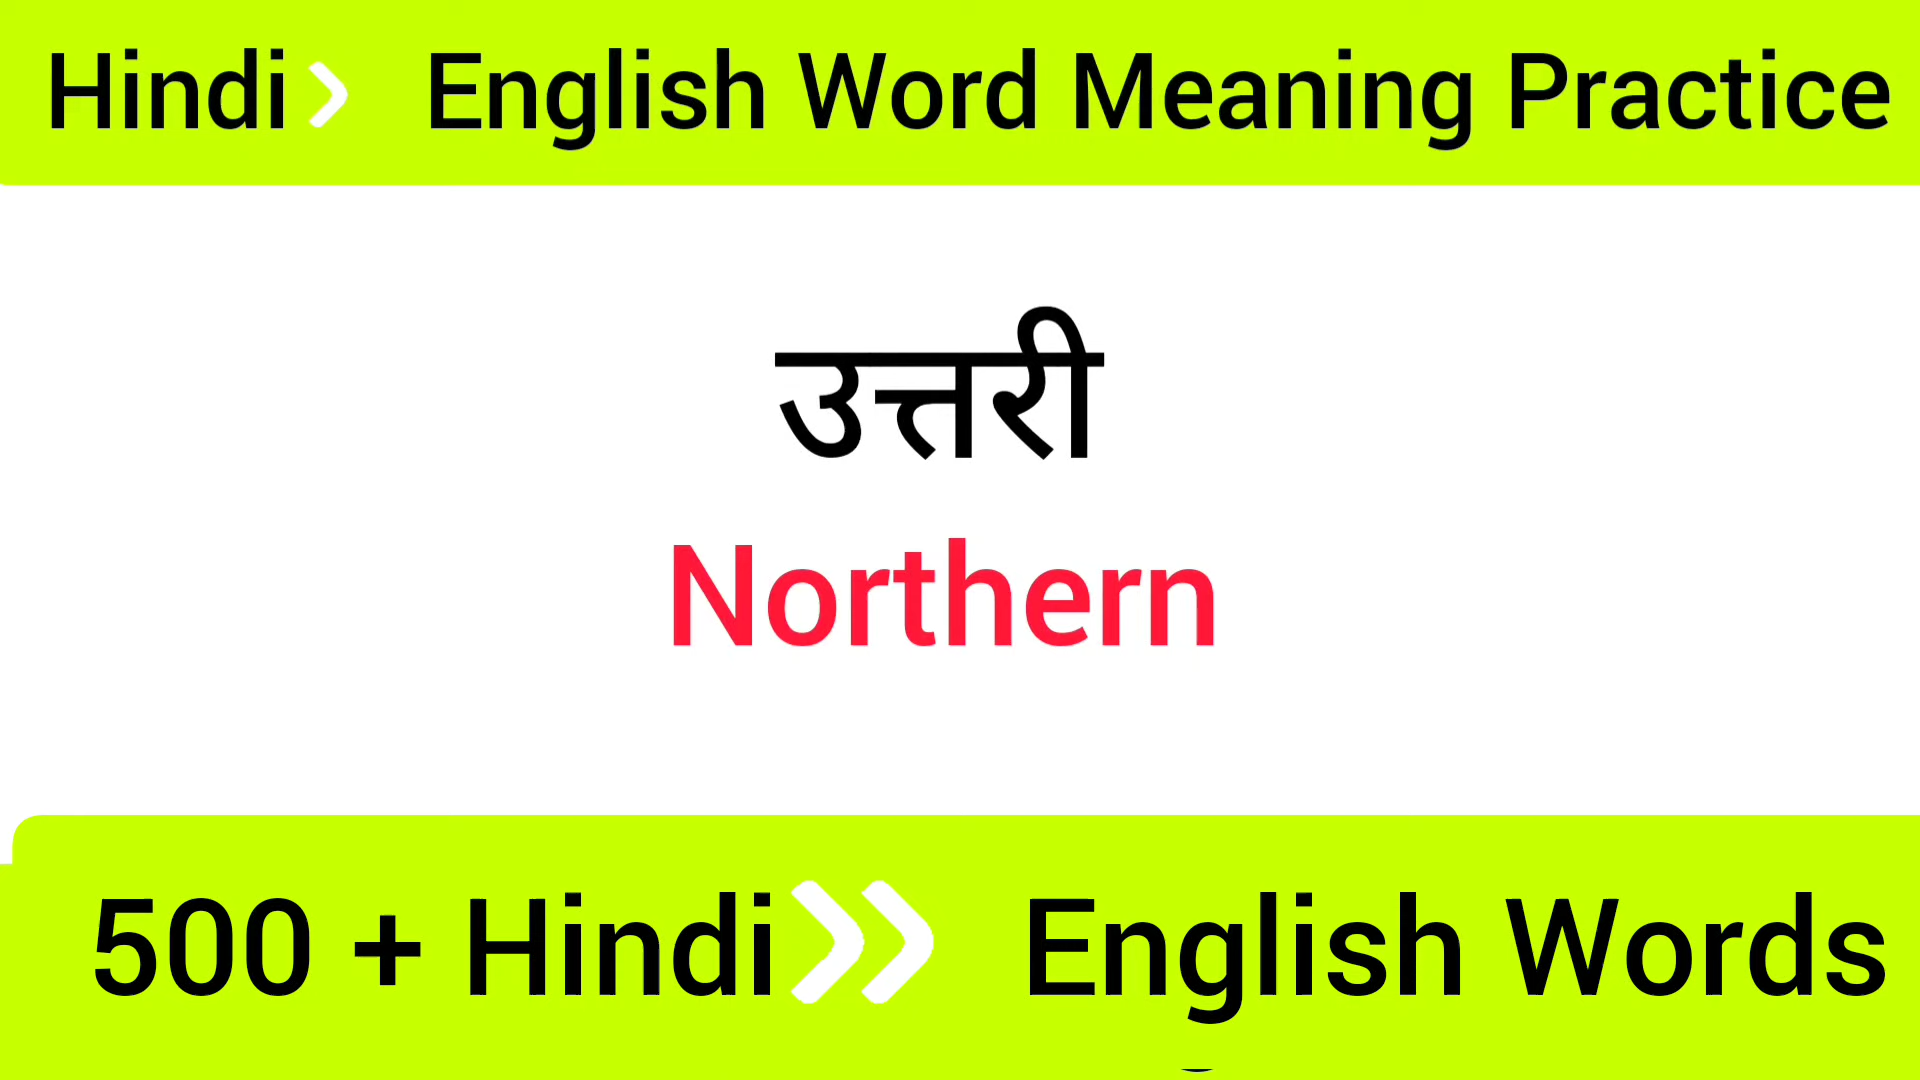 Hindi › English Word Meaning Practice
उत्तरी
Northern
500 + Hindi » English Words